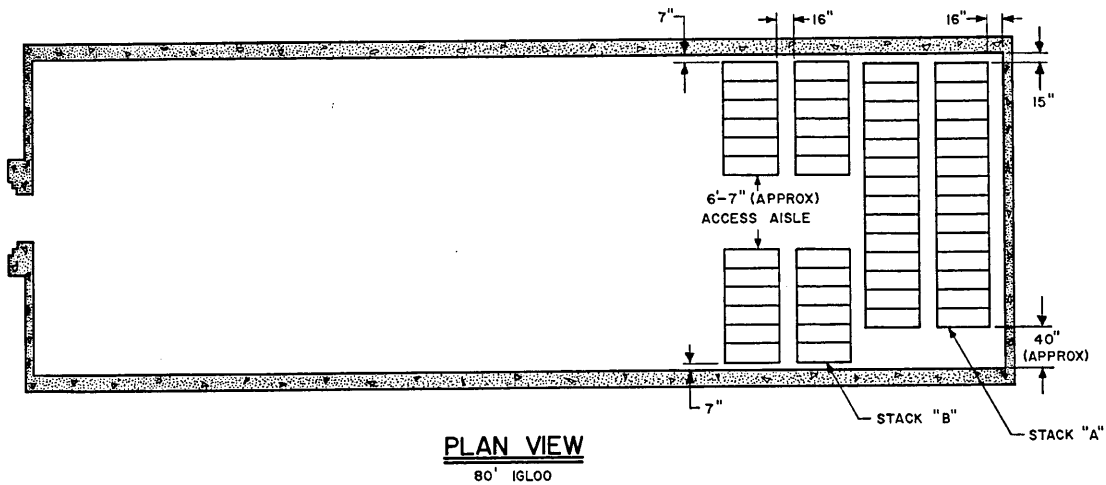 7"
16"
16"
15"
6'-7" (APPROX)
ACCESS AISLE
40"
(APPROX)
7"
STACK "B"
STACK "A"
PLAN VIEW
80' IGLOO